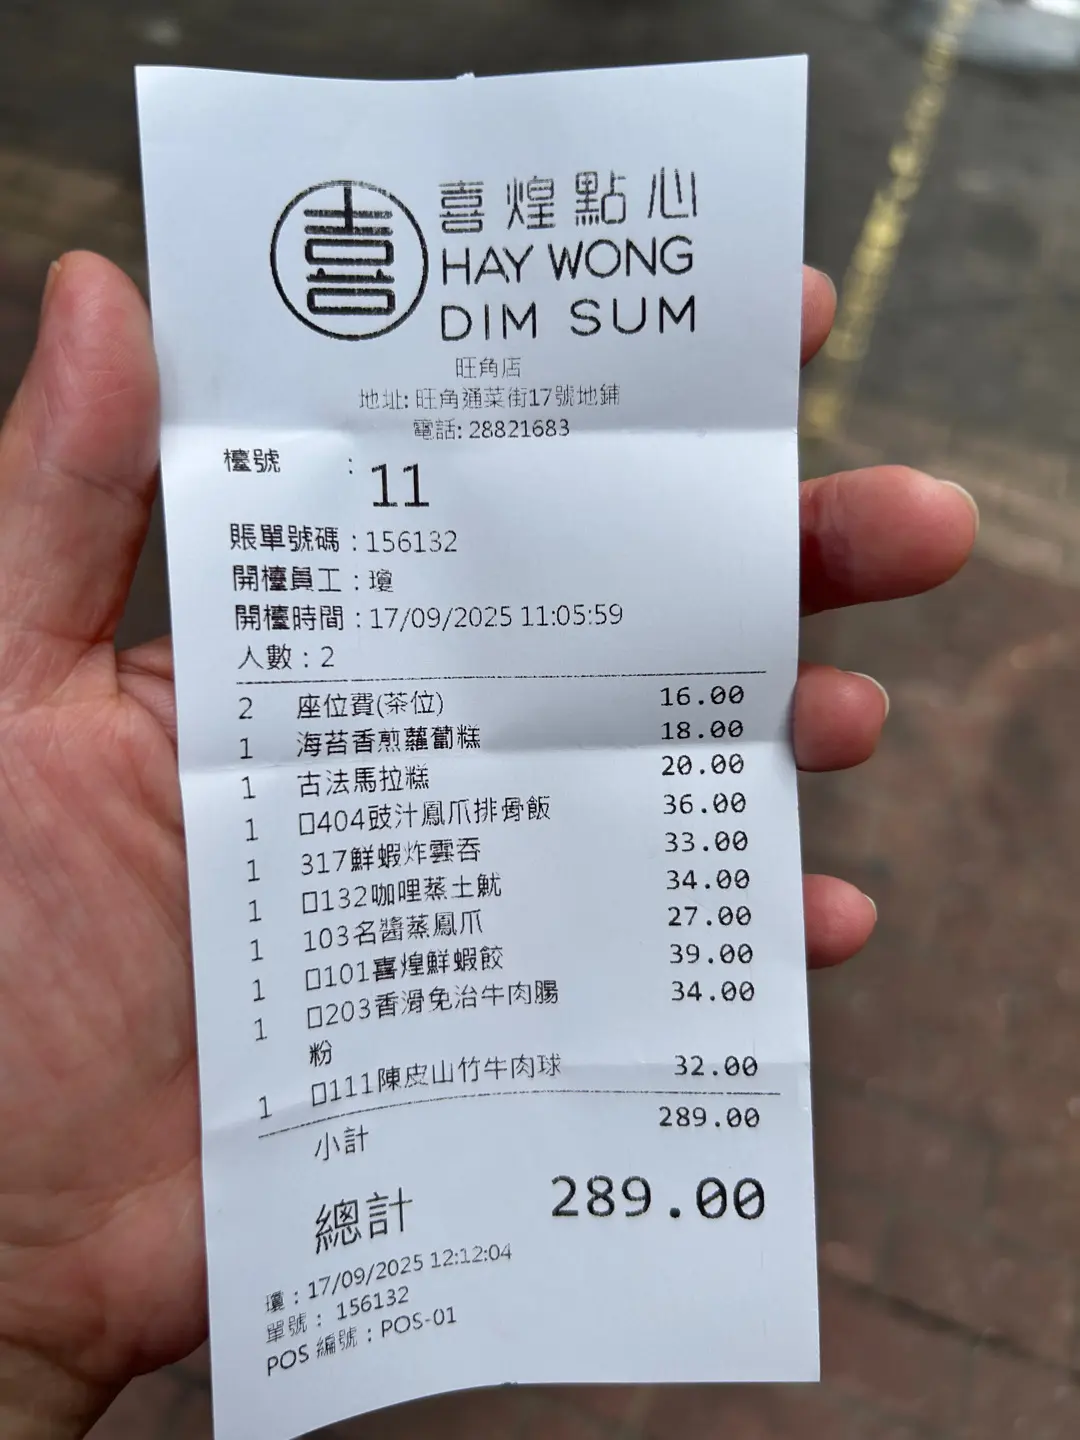 喜
喜煌點心
HAY WONG
DIM SUM
旺角店
地址: 旺角通菜街17號地鋪
電話: 28821683
檯號 : 11
賬單號碼 : 156132
開檯員工 : 瓊
開檯時間 : 17/09/2025 11:05:59
人數 : 2
2 座位費(茶位) 16.00
1 海苔香煎蘿蔔糕 18.00
1 古法馬拉糕 20.00
1 □404豉汁鳳爪排骨飯 36.00
1 317鮮蝦炸雲吞 33.00
1 □132咖哩蒸土魷 34.00
1 103名醬蒸鳳爪 27.00
1 □101喜煌鮮蝦餃 39.00
1 □203香滑免治牛肉腸 34.00
粉
1 □111陳皮山竹牛肉球 32.00
小計 289.00
總計 289.00
瓊 : 17/09/2025 12:12:04
單號 : 156132
POS 編號 : POS-01